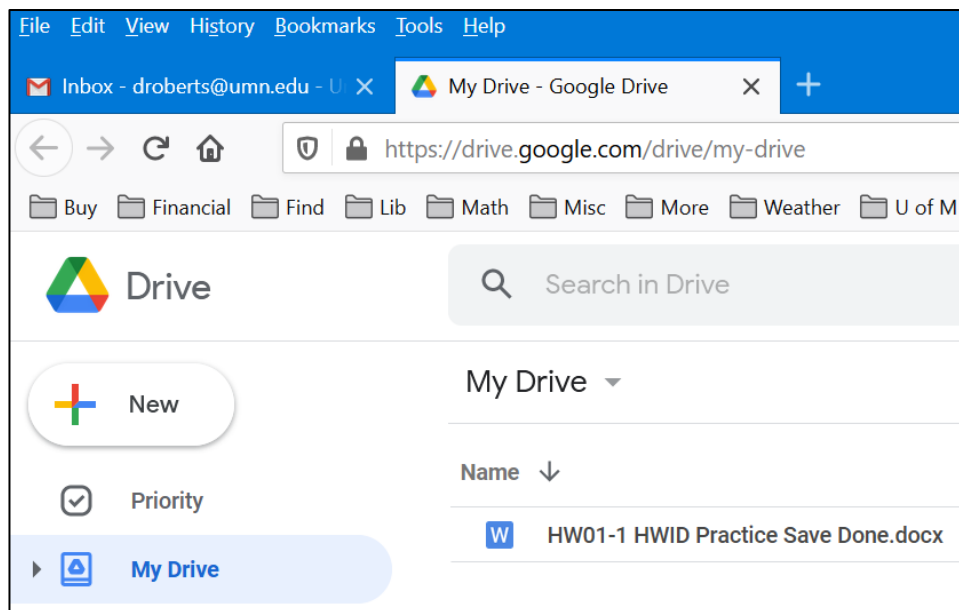 File Edit View History Bookmarks Tools Help
Inbox - droberts@umn.edu - U
My Drive - Google Drive
https://drive.google.com/drive/my-drive
Buy Financial Find Lib Math Misc More Weather U of M
Drive
Search in Drive
New
My Drive
Priority
Name
My Drive
W HW01-1 HWID Practice Save Done.docx